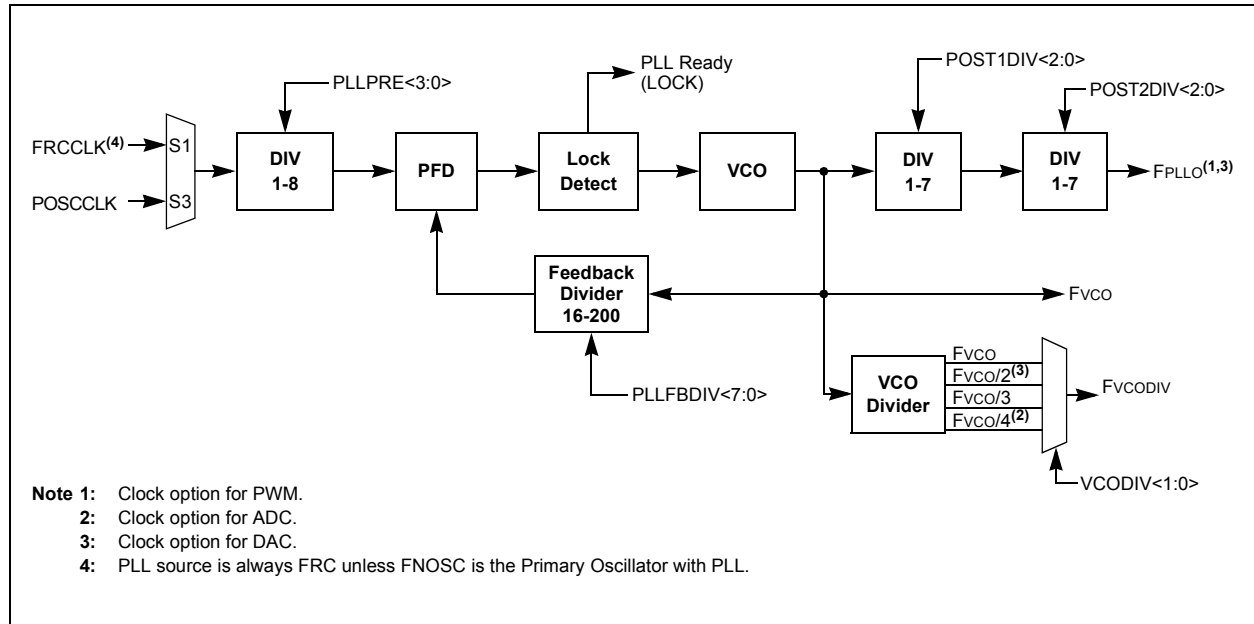 PLLPRE<3:0>
PLL Ready
(LOCK)
POST1DIV<2:0>
POST2DIV<2:0>
FRCCLK(4)
S1
POSCCLK
S3
DIV
1-8
PFD
Lock
Detect
VCO
DIV
1-7
DIV
1-7
FPLLO(1,3)
Feedback
Divider
16-200
FVCO
PLLFBDIV<7:0>
VCO
Divider
FVCO
FVCO/2(3)
FVCO/3
FVCO/4(2)
FVCODIV
VCODIV<1:0>
Note 1: Clock option for PWM.
2: Clock option for ADC.
3: Clock option for DAC.
4: PLL source is always FRC unless FNOSC is the Primary Oscillator with PLL.